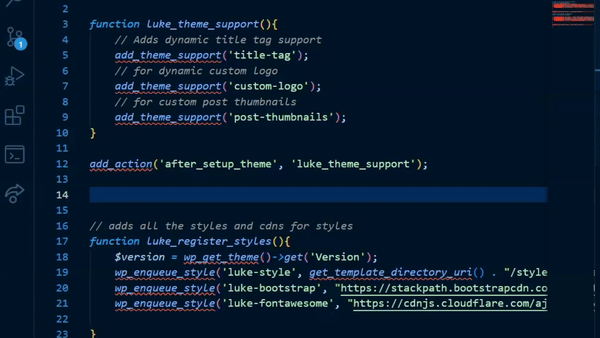 1
2
3 function luke_theme_support(){
4 // Adds dynamic title tag support
5 add_theme_support('title-tag');
6 // for dynamic custom logo
7 add_theme_support('custom-logo');
8 // for custom post thumbnails
9 add_theme_support('post-thumbnails');
10 }
11
12 add_action('after_setup_theme', 'luke_theme_support');
13
14
15
16 // adds all the styles and cdns for styles
17 function luke_register_styles(){
18 $version = wp_get_theme()->get('Version');
19 wp_enqueue_style('luke-style', get_template_directory_uri() . "/style
20 wp_enqueue_style('luke-bootstrap', "https://stackpath.bootstrapcdn.co
21 wp_enqueue_style('luke-fontawesome', "https://cdnjs.cloudflare.com/aj
22
23 }